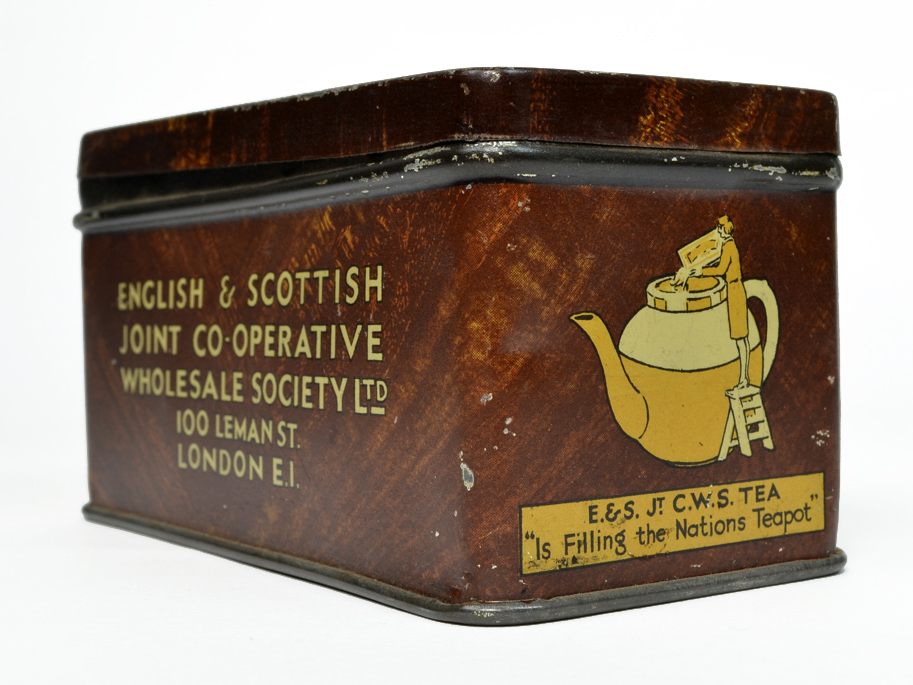 ENGLISH & SCOTTISH
JOINT CO-OPERATIVE
WHOLESALE SOCIETY LTD
100 LEMAN ST.
LONDON E.1.
E.&S. JT C.W.S. TEA
"Is Filling the Nations Teapot"